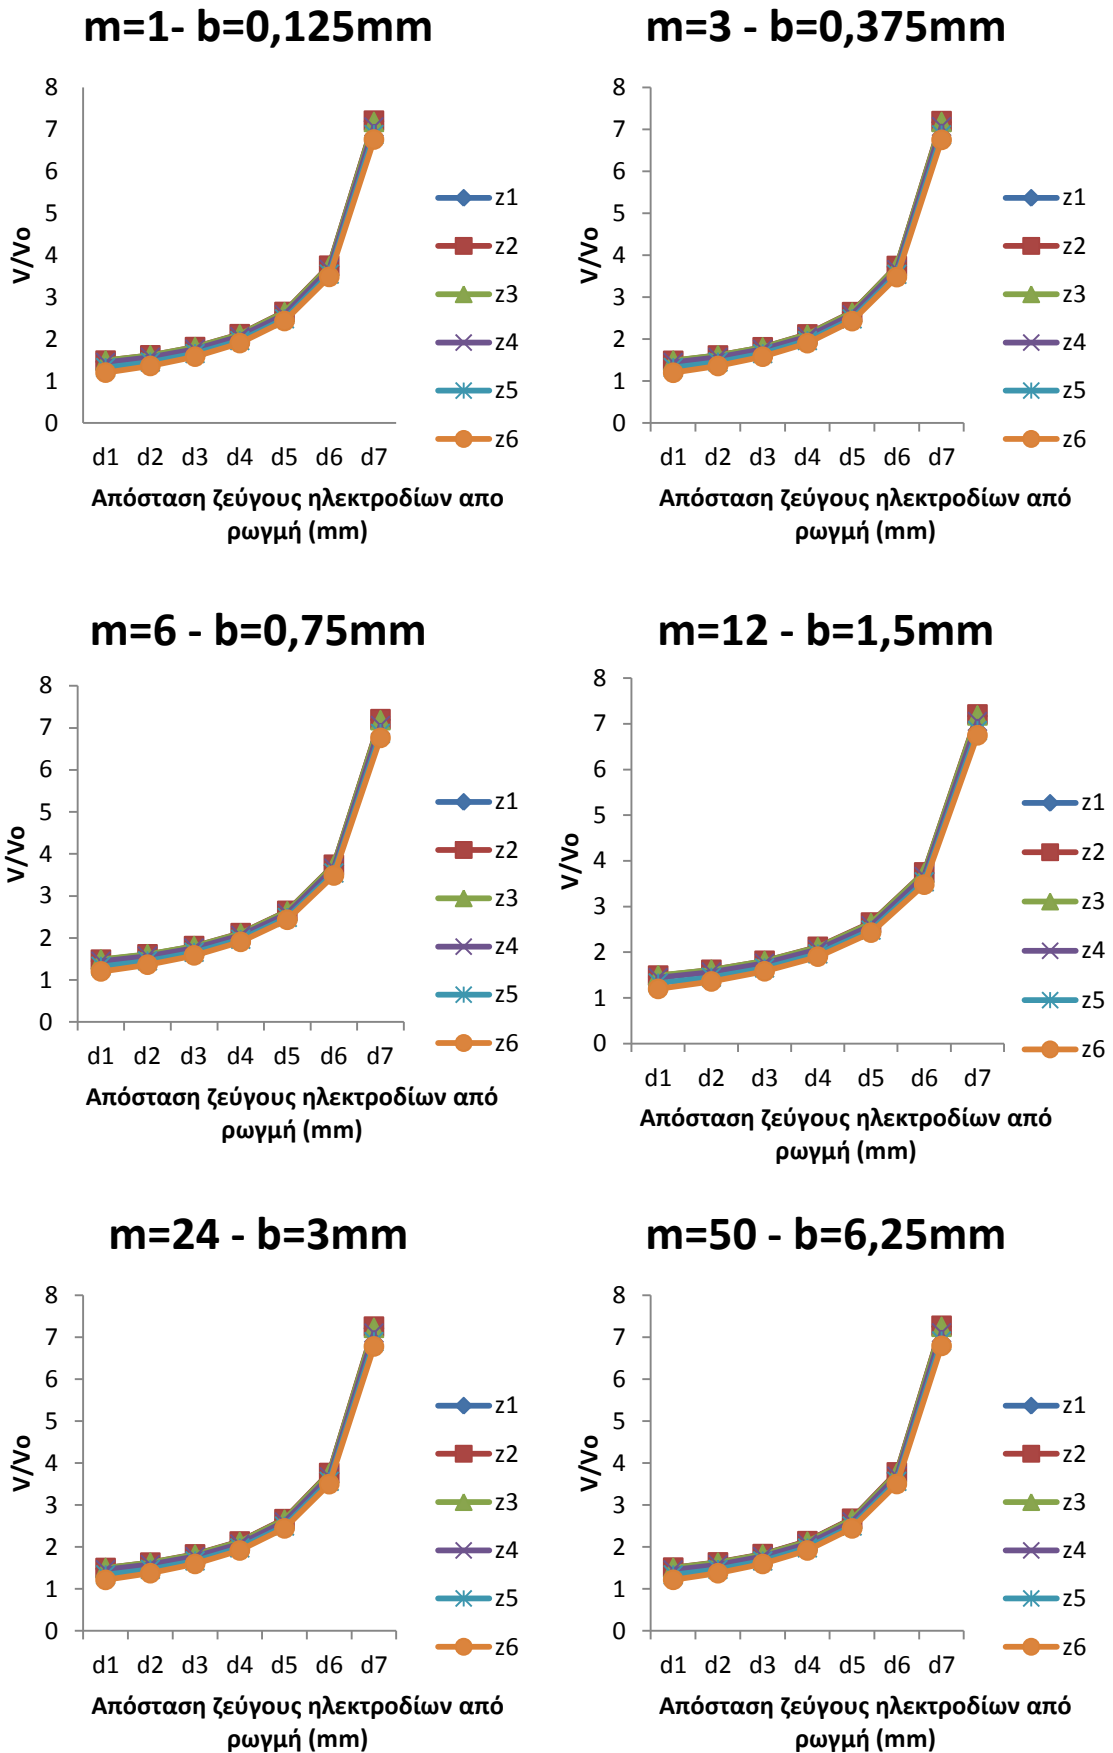 m=1- b=0,125mm
8
7
6
5
4
3
2
1
0
V/Vo
d1 d2 d3 d4 d5 d6 d7
Απόσταση ζεύγους ηλεκτροδίων απο
ρωγμή (mm)
z1
z2
z3
z4
z5
z6
m=3 - b=0,375mm
8
7
6
5
4
3
2
1
0
V/Vo
d1 d2 d3 d4 d5 d6 d7
Απόσταση ζεύγους ηλεκτροδίων από
ρωγμή (mm)
z1
z2
z3
z4
z5
z6
m=6 - b=0,75mm
8
7
6
5
4
3
2
1
0
V/Vo
d1 d2 d3 d4 d5 d6 d7
Απόσταση ζεύγους ηλεκτροδίων από
ρωγμή (mm)
z1
z2
z3
z4
z5
z6
m=12 - b=1,5mm
8
7
6
5
4
3
2
1
0
V/Vo
d1 d2 d3 d4 d5 d6 d7
Απόσταση ζεύγους ηλεκτροδίων από
ρωγμή (mm)
z1
z2
z3
z4
z5
z6
m=24 - b=3mm
8
7
6
5
4
3
2
1
0
V/Vo
d1 d2 d3 d4 d5 d6 d7
Απόσταση ζεύγους ηλεκτροδίων από
ρωγμή (mm)
z1
z2
z3
z4
z5
z6
m=50 - b=6,25mm
8
7
6
5
4
3
2
1
0
V/Vo
d1 d2 d3 d4 d5 d6 d7
Απόσταση ζεύγους ηλεκτροδίων από
ρωγμή (mm)
z1
z2
z3
z4
z5
z6